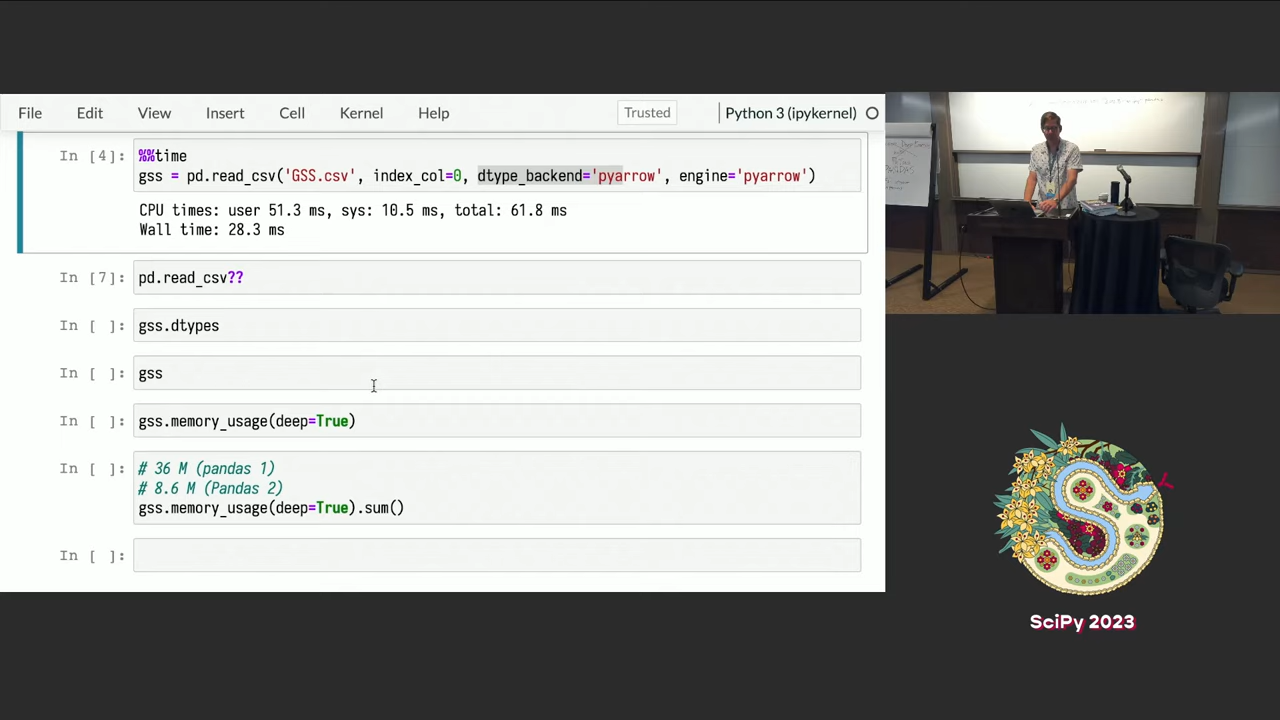 File Edit View Insert Cell Kernel Help Trusted Python 3 (ipykernel)
In [4]: %%time
gss = pd.read_csv('GSS.csv', index_col=0, dtype_backend='pyarrow', engine='pyarrow')
CPU times: user 51.3 ms, sys: 10.5 ms, total: 61.8 ms
Wall time: 28.3 ms
In [7]: pd.read_csv??
In [ ]: gss.dtypes
In [ ]: gss
In [ ]: gss.memory_usage(deep=True)
In [ ]: # 36 M (pandas 1)
# 8.6 M (Pandas 2)
gss.memory_usage(deep=True).sum()
In [ ]:
SciPy 2023